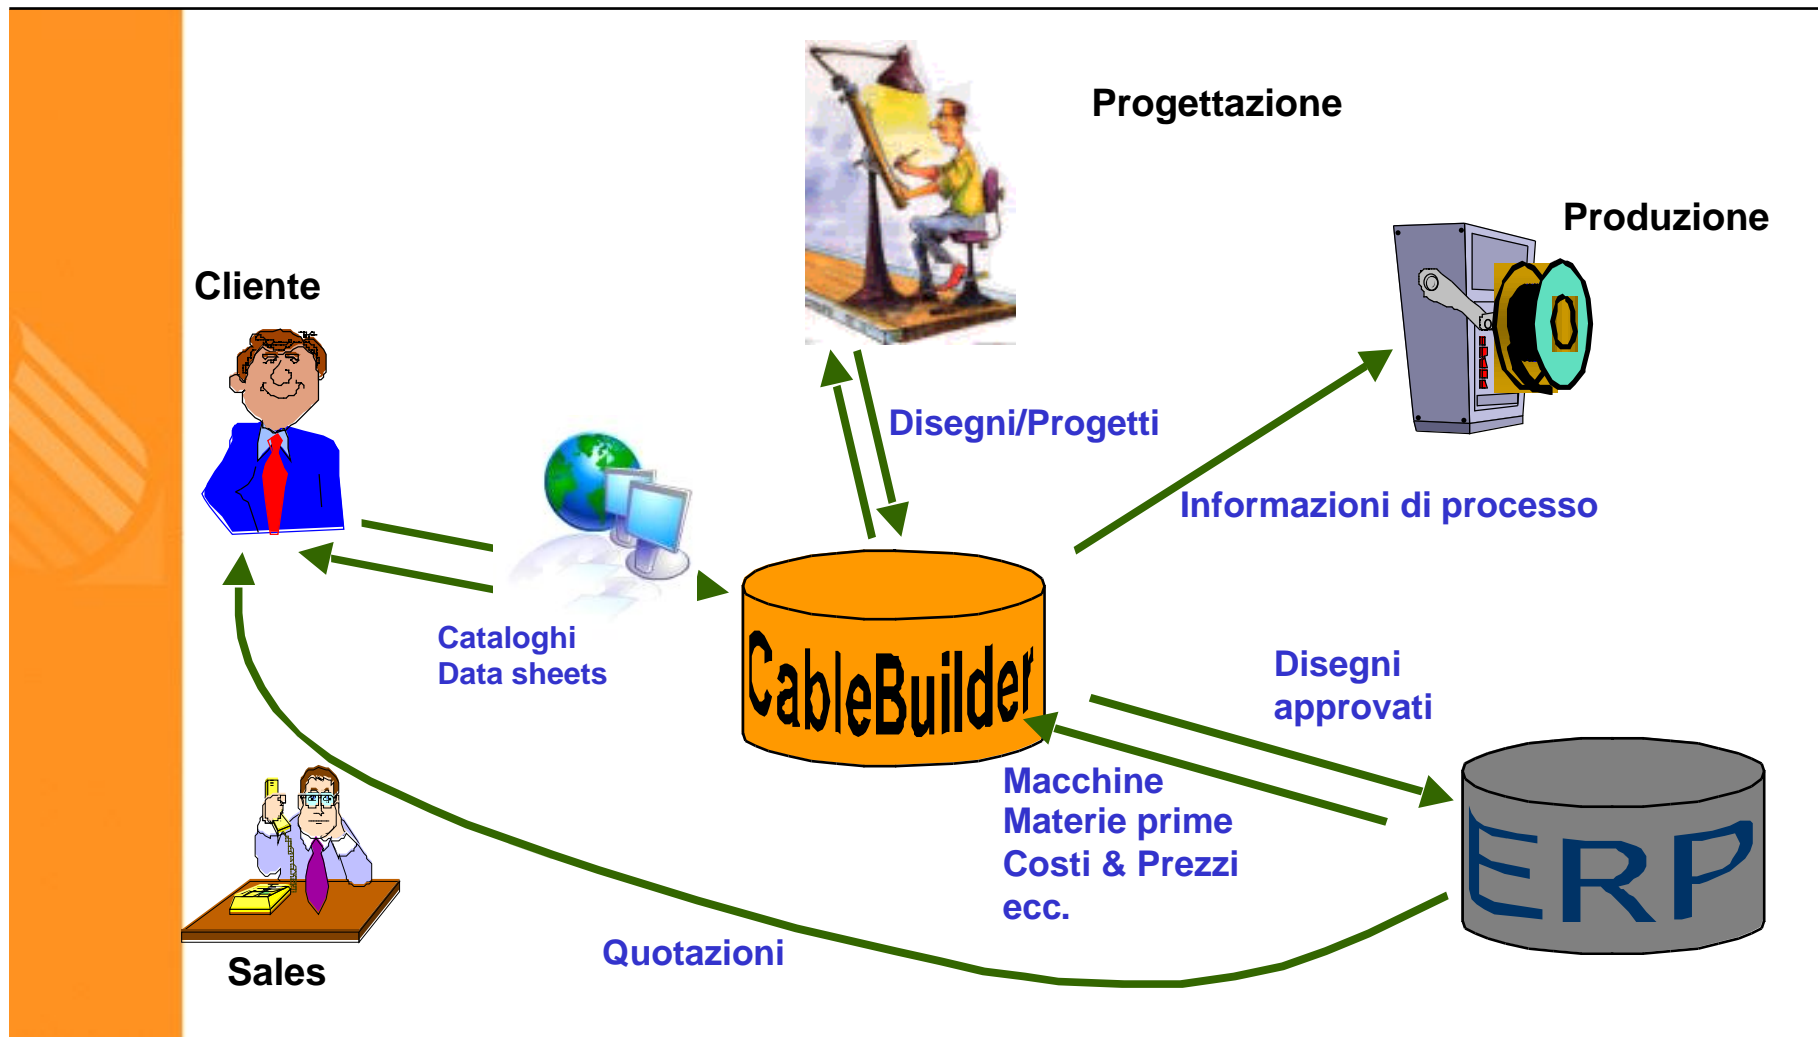 Progettazione
Produzione
Cliente
Disegni/Progetti
Informazioni di processo
Cataloghi
Data sheets
CableBuilder
Disegni
approvati
Macchine
Materie prime
Costi & Prezzi
ecc.
ERP
Quotazioni
Sales